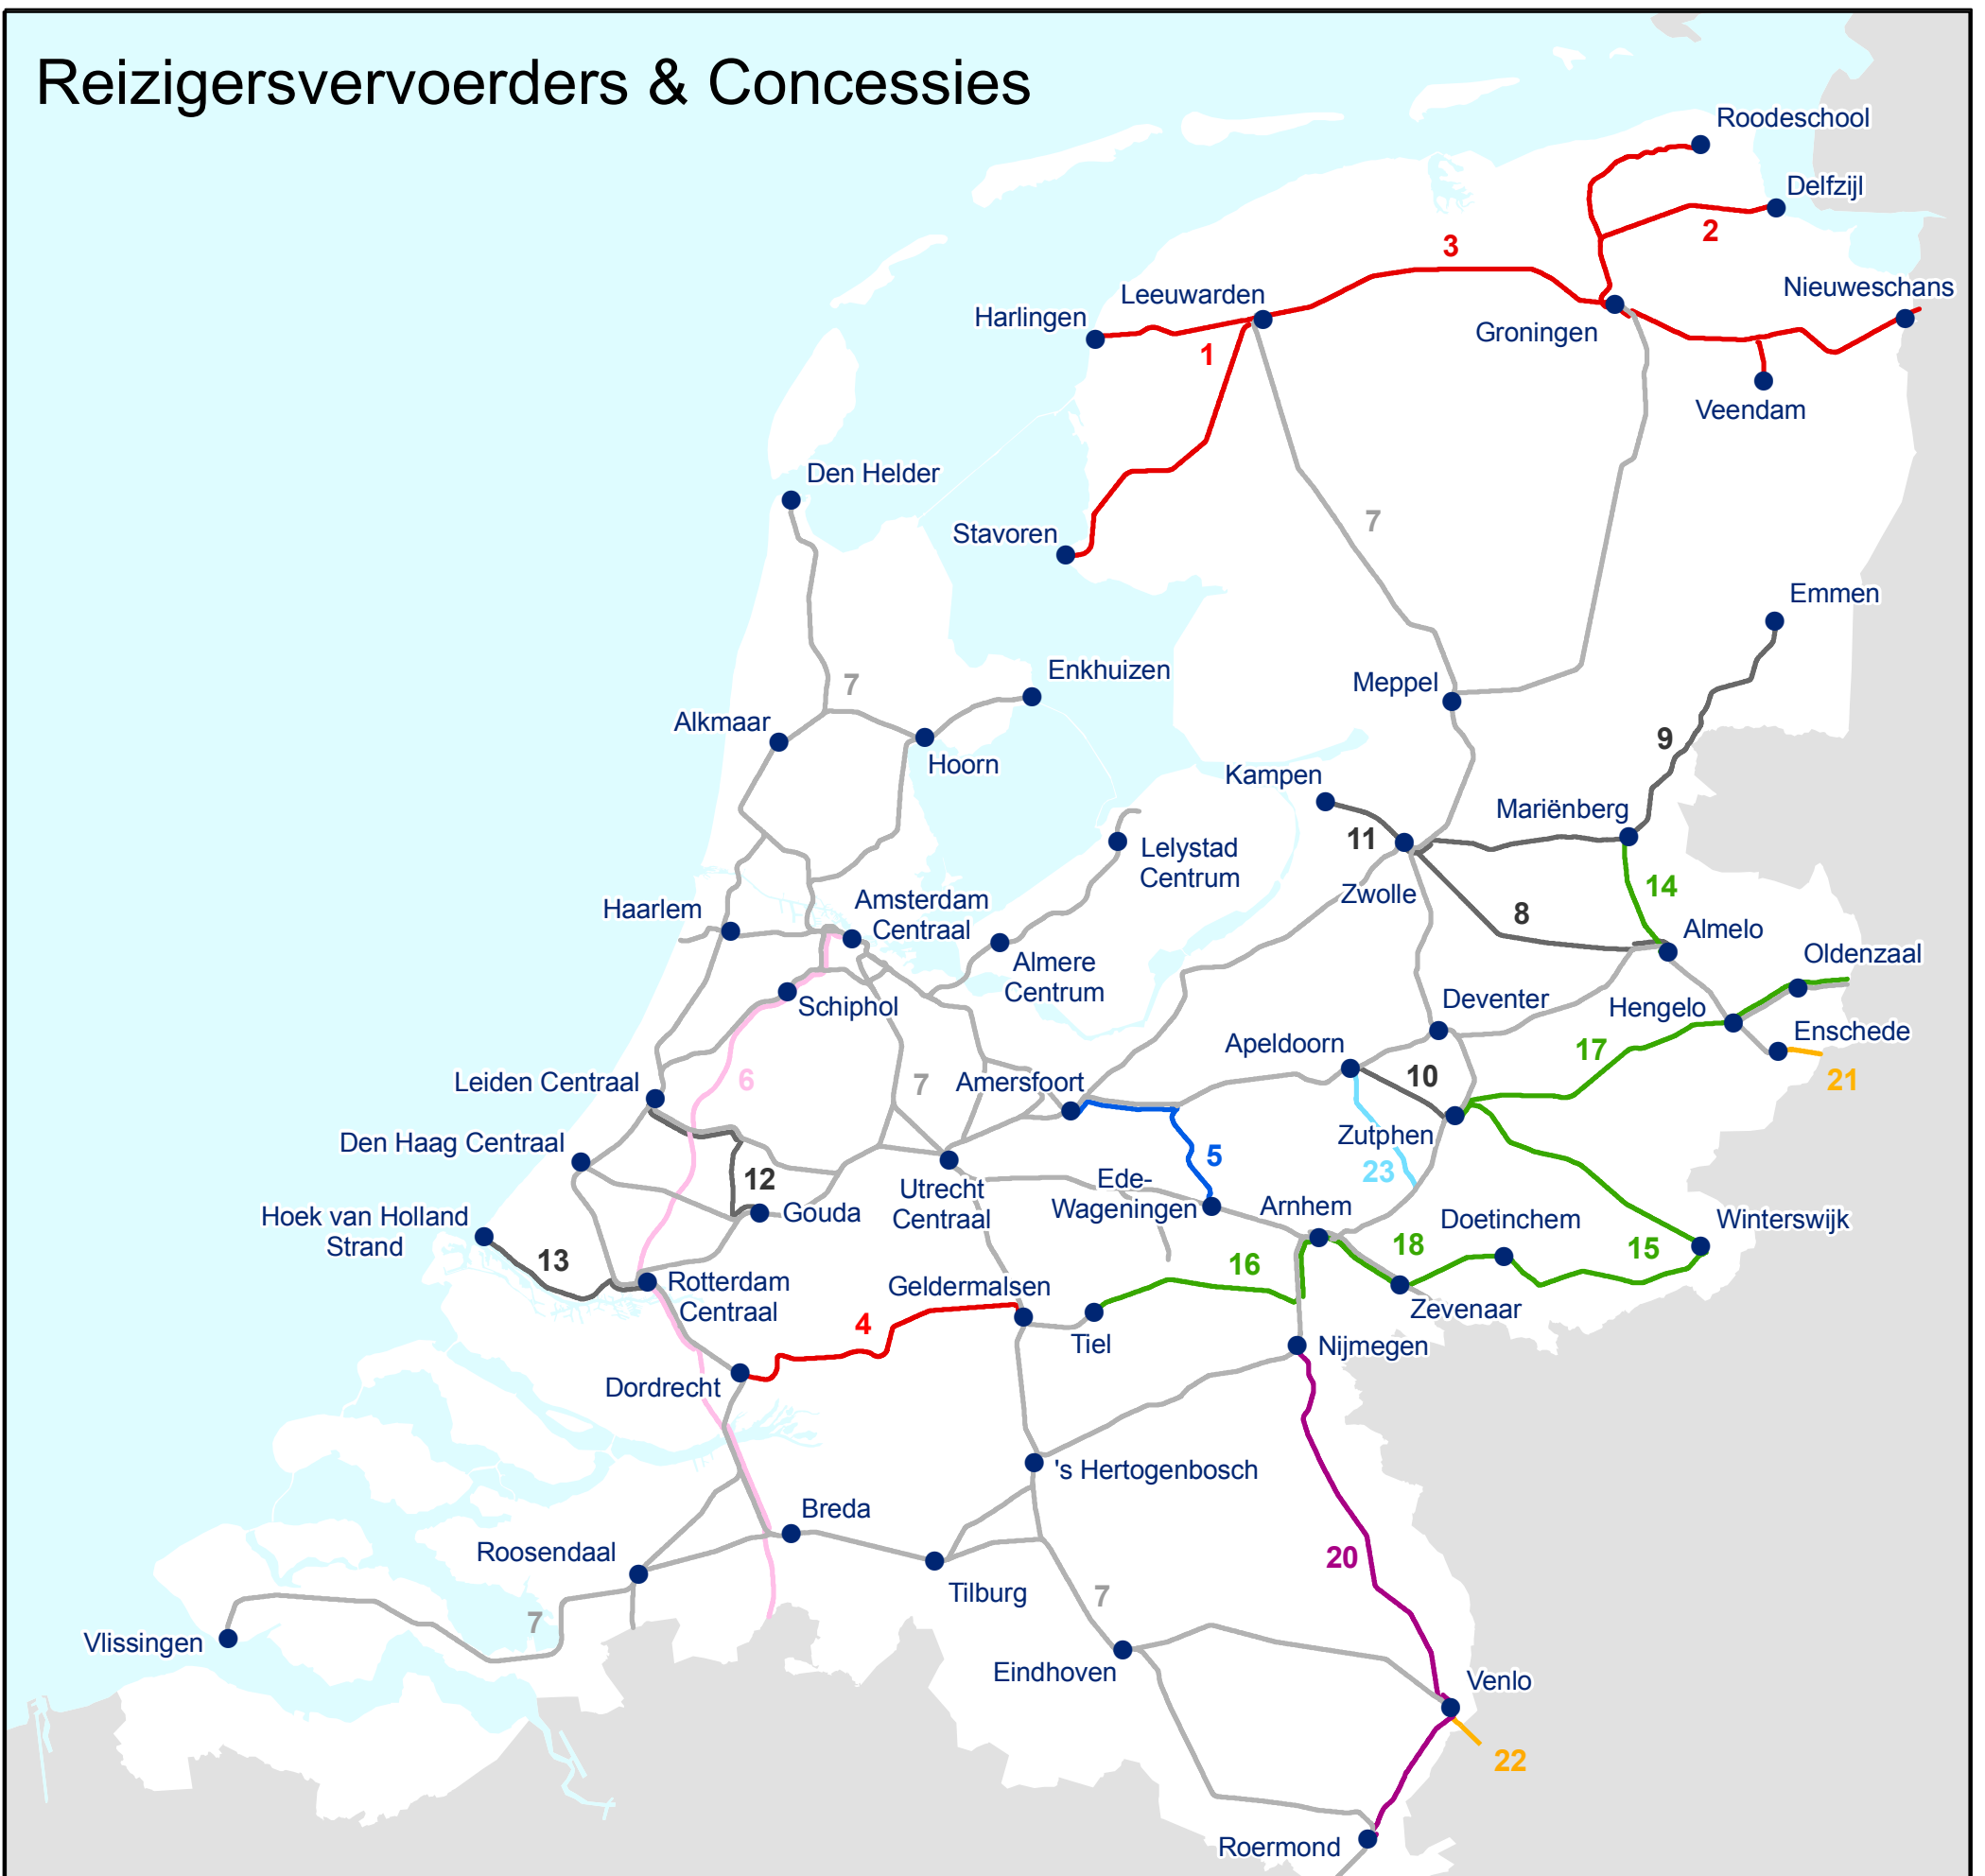 Reizigersvervoerders & Concessies
Roodeschool
Delfzijl
2
3
Nieuweschans
Leeuwarden
Harlingen
Groningen
1
Veendam
Den Helder
7
Stavoren
Emmen
Enkhuizen
7
Meppel
Alkmaar
9
Hoorn
Kampen
Mariënberg
11
Lelystad
Centrum
Zwolle
14
Amsterdam
Centraal
Haarlem
8
Almelo
Oldenzaal
Almere
Centrum
Schiphol
Deventer
Hengelo
Enschede
Apeldoorn
17
10
21
Leiden Centraal
6
7
Amersfoort
Den Haag Centraal
Zutphen
5
23
12
Ede-
Wageningen
Utrecht
Centraal
Gouda
Arnhem
Doetinchem
Winterswijk
Hoek van Holland
Strand
13
18
15
16
Rotterdam
Centraal
Geldermalsen
Zevenaar
4
Tiel
Nijmegen
Dordrecht
's Hertogenbosch
Breda
Roosendaal
20
Tilburg
7
7
Vlissingen
Eindhoven
Venlo
22
Roermond